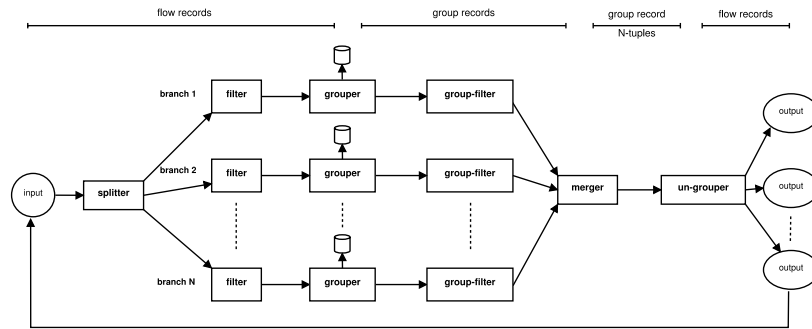 flow records
group records
group record
N-tuples
flow records
branch 1
filter
grouper
group-filter
output
branch 2
filter
grouper
group-filter
input
splitter
merger
un-grouper
output
branch N
filter
grouper
group-filter
output